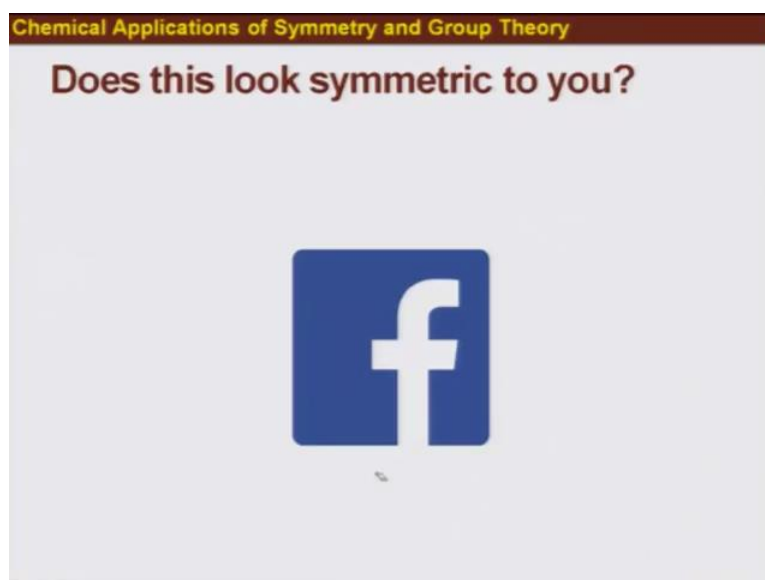 Chemical Applications of Symmetry and Group Theory
Does this look symmetric to you?
f